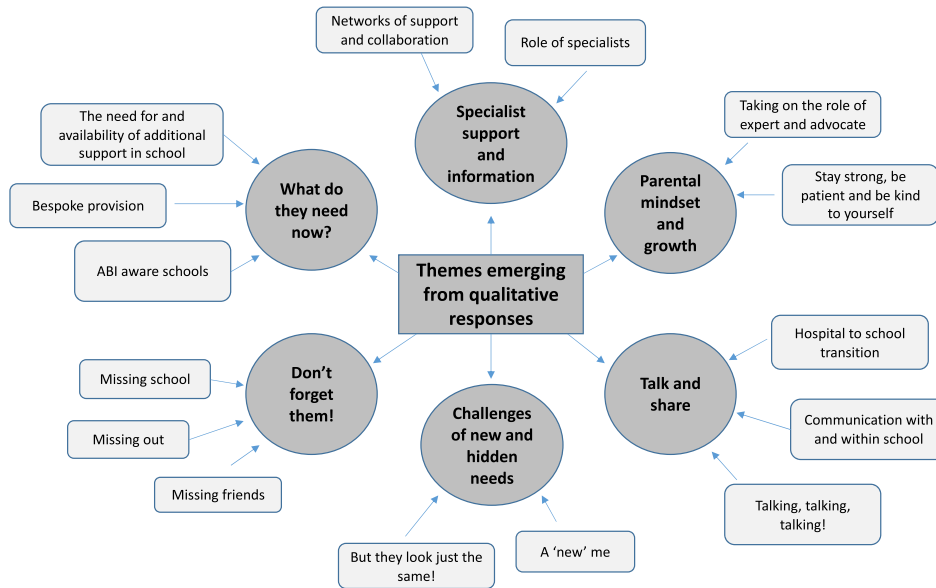 Networks of support
and collaboration
Role of specialists
Specialist
support
and
information
The need for and
availability of additional
support in school
Bespoke provision
ABI aware schools
What do
they need
now?
Taking on the role of
expert and advocate
Stay strong, be
patient and be kind
to yourself
Parental
mindset
and
growth
Themes emerging
from qualitative
responses
Missing school
Missing out
Missing friends
Don’t
forget
them!
Challenges
of new and
hidden
needs
But they look just the
same!
A ‘new’ me
Talk and
share
Hospital to school
transition
Communication with
and within school
Talking, talking,
talking!